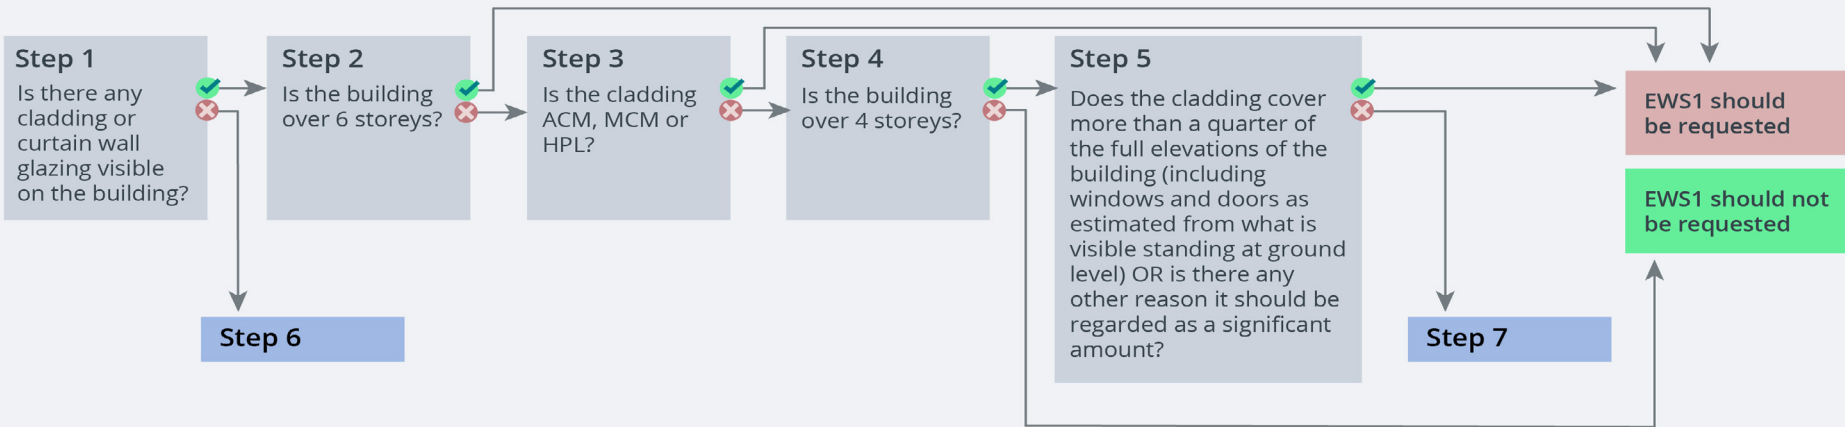 Step 1
Is there any
cladding or
curtain wall
glazing visible
on the building?
Step 2
Is the building
over 6 storeys?
Step 3
Is the cladding
ACM, MCM or
HPL?
Step 4
Is the building
over 4 storeys?
Step 5
Does the cladding cover
more than a quarter of
the full elevations of the
building (including
windows and doors as
estimated from what is
visible standing at ground
level) OR is there any
other reason it should be
regarded as a significant
amount?
EWS1 should
be requested
EWS1 should not
be requested
Step 6
Step 7